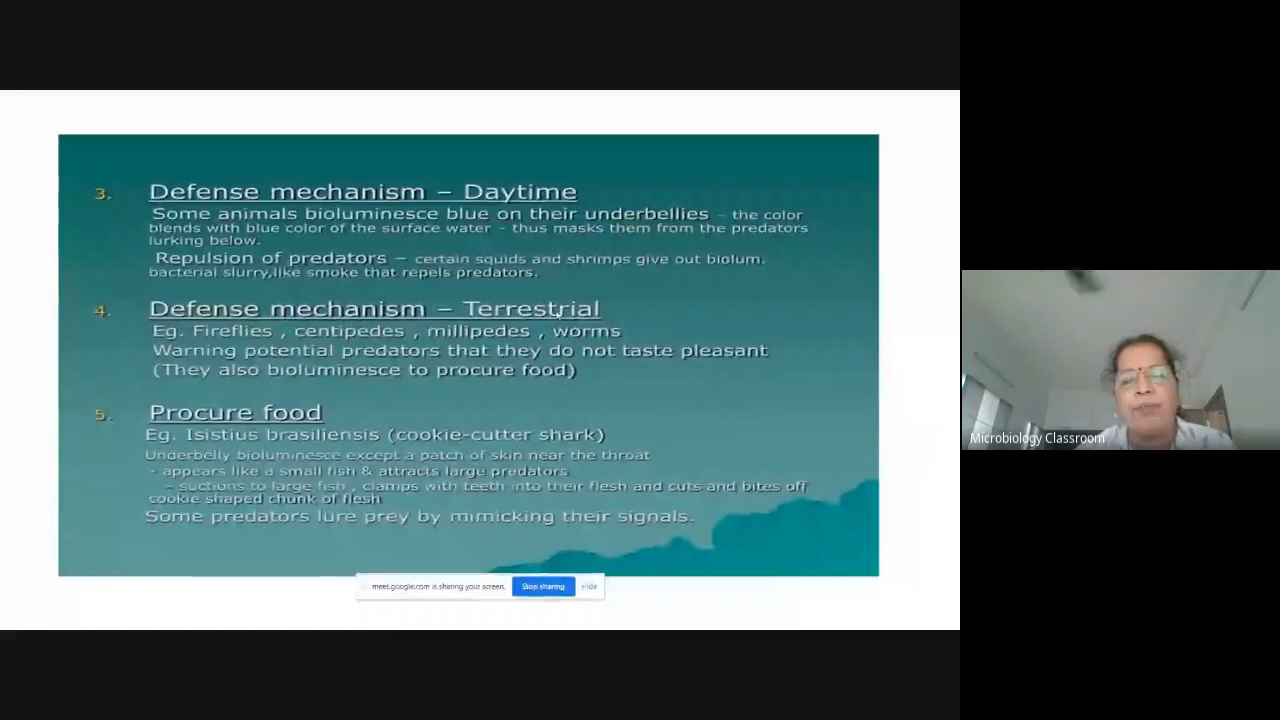 3. Defense mechanism – Daytime
Some animals bioluminesce blue on their underbellies – the color
blends with blue color of the surface water - thus masks them from the predators
lurking below.
Repulsion of predators – certain squids and shrimps give out biolum.
bacterial slurry,like smoke that repels predators.
4. Defense mechanism – Terrestrial
Eg. Fireflies , centipedes , millipedes , worms
Warning potential predators that they do not taste pleasant
(They also bioluminesce to procure food)
5. Procure food
Eg. Isistius brasiliensis (cookie-cutter shark)
Underbelly bioluminesce except a patch of skin near the throat
- appears like a small fish & attracts large predators
– suctions to large fish , clamps with teeth into their flesh and cuts and bites off
cookie shaped chunk of flesh
Some predators lure prey by mimicking their signals.
meet.google.com is sharing your screen. Stop sharing Hide
Microbiology Classroom